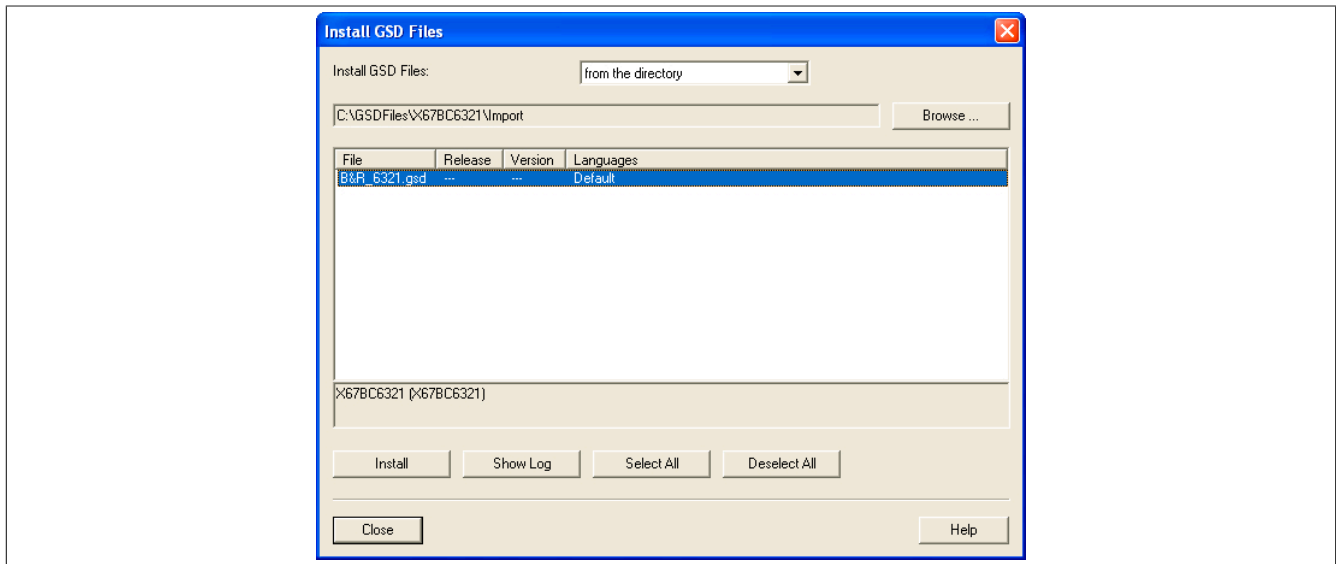 Install GSD Files
Install GSD Files: from the directory
C:\GSDFiles\X67BC6321\Import Browse ...
File Release Version Languages
B&R_6321.gsd --- --- Default
X67BC6321 (X67BC6321)
Install Show Log Select All Deselect All
Close Help